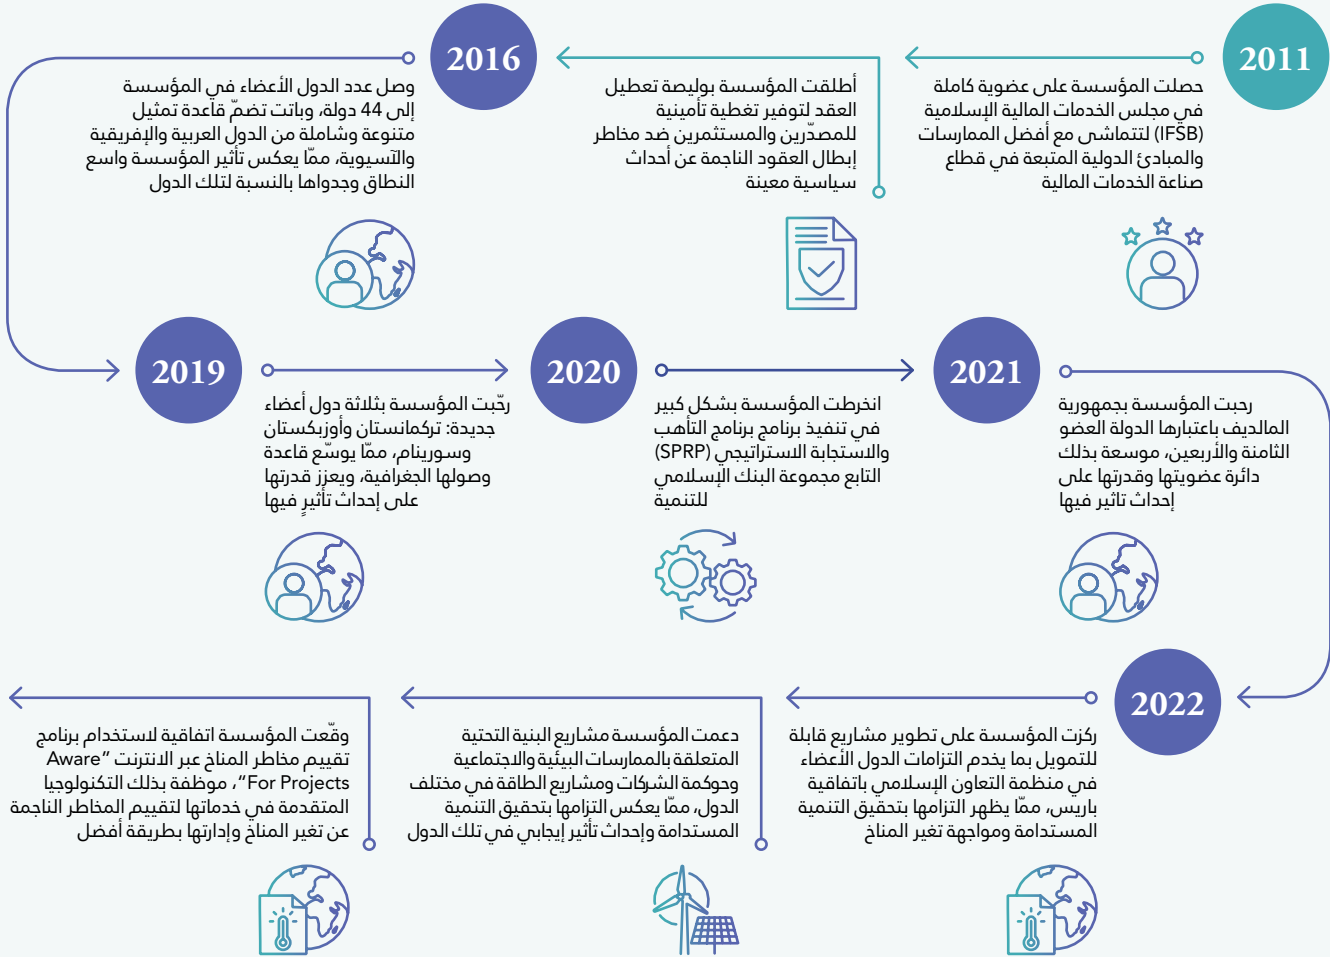 2011
حصلت المؤسسة على عضوية كاملة
في مجلس الخدمات المالية الإسلامية
(IFSB) لتتماشى مع أفضل الممارسات
والمبادئ الدولية المتبعة في قطاع
صناعة الخدمات المالية
أطلقت المؤسسة بوليصة تعطيل
العقد لتوفير تغطية تأمينية
للمصدّرين والمستثمرين ضد مخاطر
إبطال العقود الناجمة عن أحداث
سياسية معينة
2016
وصل عدد الدول الأعضاء في المؤسسة
إلى 44 دولة، وباتت تضمّ قاعدة تمثيل
متنوعة وشاملة من الدول العربية والإفريقية
والآسيوية، ممّا يعكس تأثير المؤسسة واسع
النطاق وجدواها بالنسبة لتلك الدول
2019
رحّبت المؤسسة بثلاثة دول أعضاء
جديدة: تركمانستان وأوزبكستان
وسورينام، ممّا يوسّع قاعدة
وصولها الجغرافية، ويعزز قدرتها
على إحداث تأثيرٍ فيها
2020
انخرطت المؤسسة بشكل كبير
في تنفيذ برنامج برنامج التأهب
والاستجابة الاستراتيجي (SPRP)
التابع مجموعة البنك الإسلامي
للتنمية
2021
رحبت المؤسسة بجمهورية
المالديف باعتبارها الدولة العضو
الثامنة والأربعين، موسعة بذلك
دائرة عضويتها وقدرتها على
إحداث تاثير فيها
2022
ركزت المؤسسة على تطوير مشاريع قابلة
للتمويل بما يخدم التزامات الدول الأعضاء
في منظمة التعاون الإسلامي باتفاقية
باريس، ممّا يظهر التزامها بتحقيق التنمية
المستدامة ومواجهة تغير المناخ
دعمت المؤسسة مشاريع البنية التحتية
المتعلقة بالممارسات البيئية والاجتماعية
وحوكمة الشركات ومشاريع الطاقة في مختلف
الدول، ممّا يعكس التزامها بتحقيق التنمية
المستدامة وإحداث تأثير إيجابي في تلك الدول
وقّعت المؤسسة اتفاقية لاستخدام برنامج
تقييم مخاطر المناخ عبر الانترنت “Aware
For Projects”، موظفة بذلك التكنولوجيا
المتقدمة في خدماتها لتقييم المخاطر الناجمة
عن تغير المناخ وإدارتها بطريقة أفضل